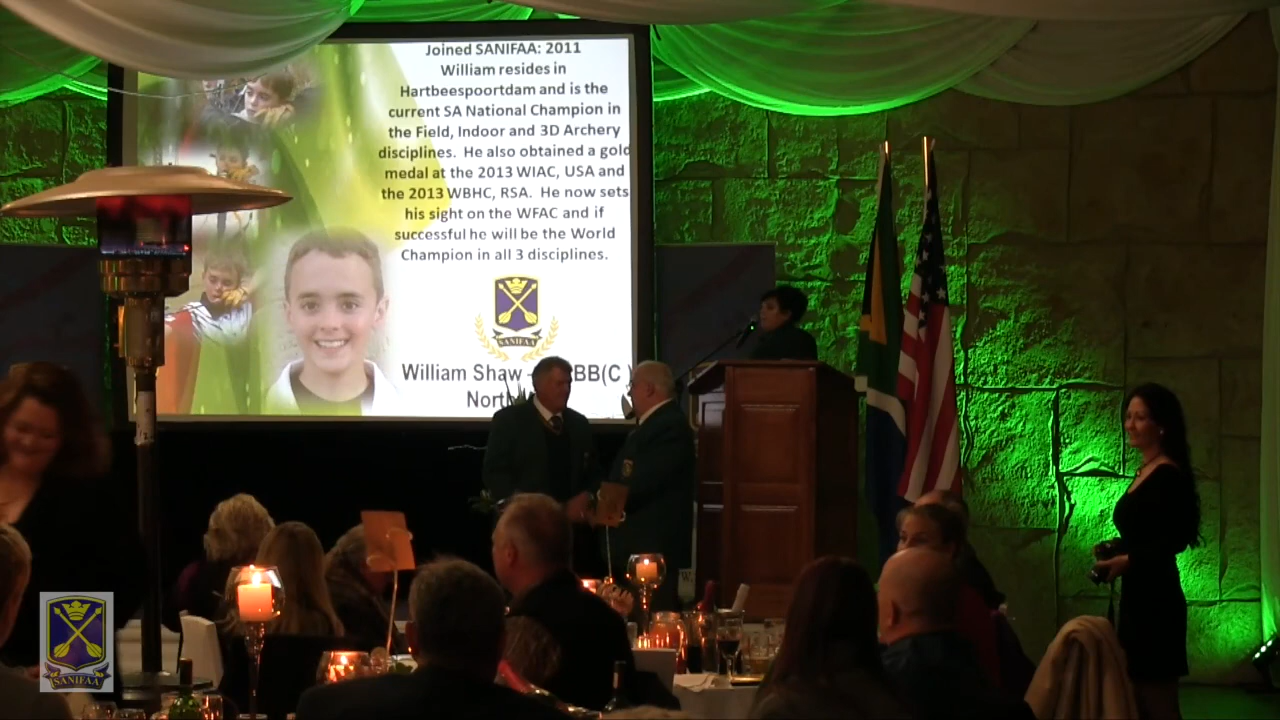 Joined SANIFAA: 2011
William resides in
Hartbeespoortdam and is the
current SA National Champion in
the Field, Indoor and 3D Archery
disciplines. He also obtained a gold
medal at the 2013 WIAC, USA and
the 2013 WBHC, RSA. He now sets
his sight on the WFAC and if
successful he will be the World
Champion in all 3 disciplines.
SANIFAA
William Shaw
SANIFAA